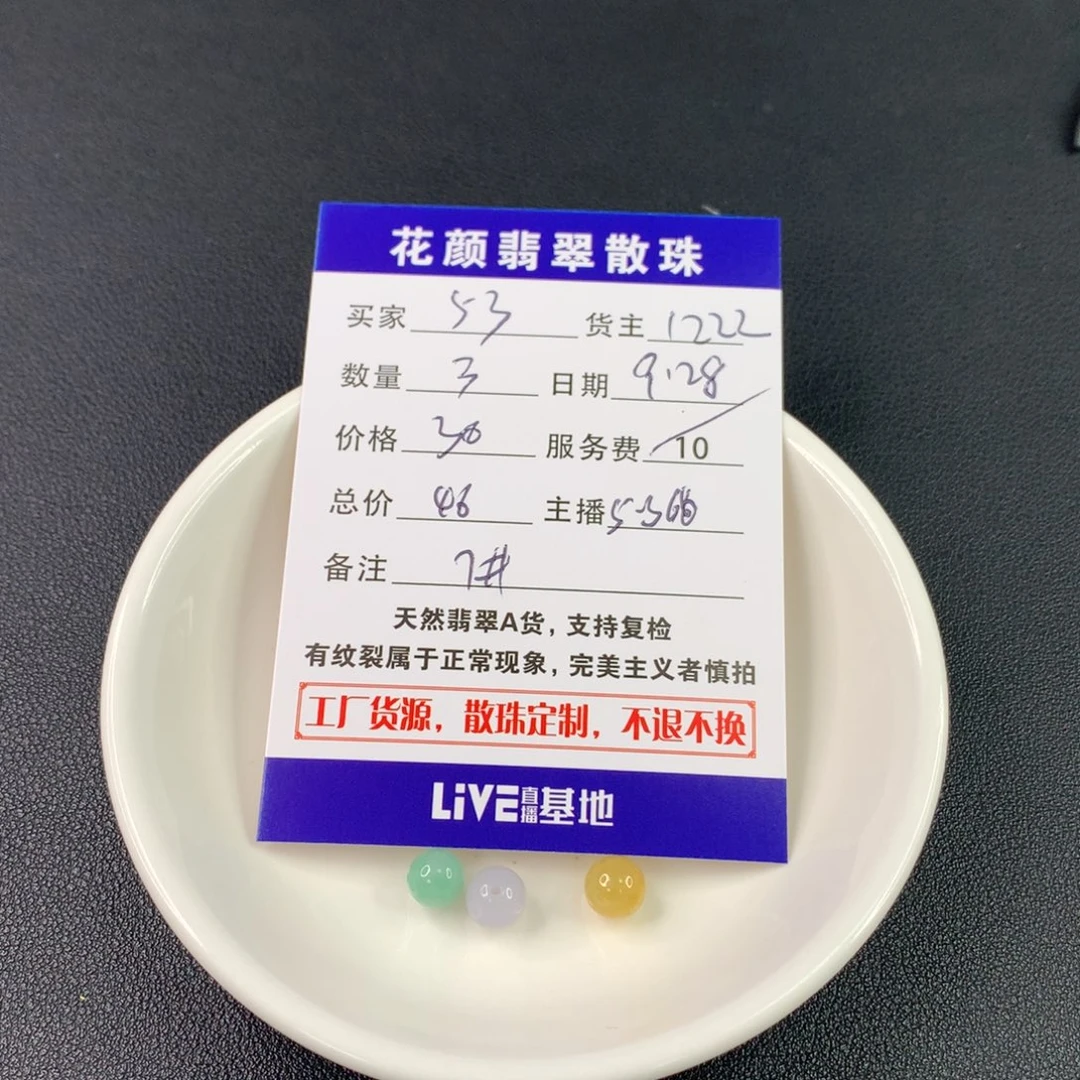 花颜翡翠散珠
买家 53 货主 1222
数量 3 日期 9.28
价格 30 服务费 10
总价 46 主播
备注 7#
天然翡翠A货，支持复检
有纹裂属于正常现象，完美主义者慎拍
工厂货源，散珠定制，不退不换
LiVE直播基地